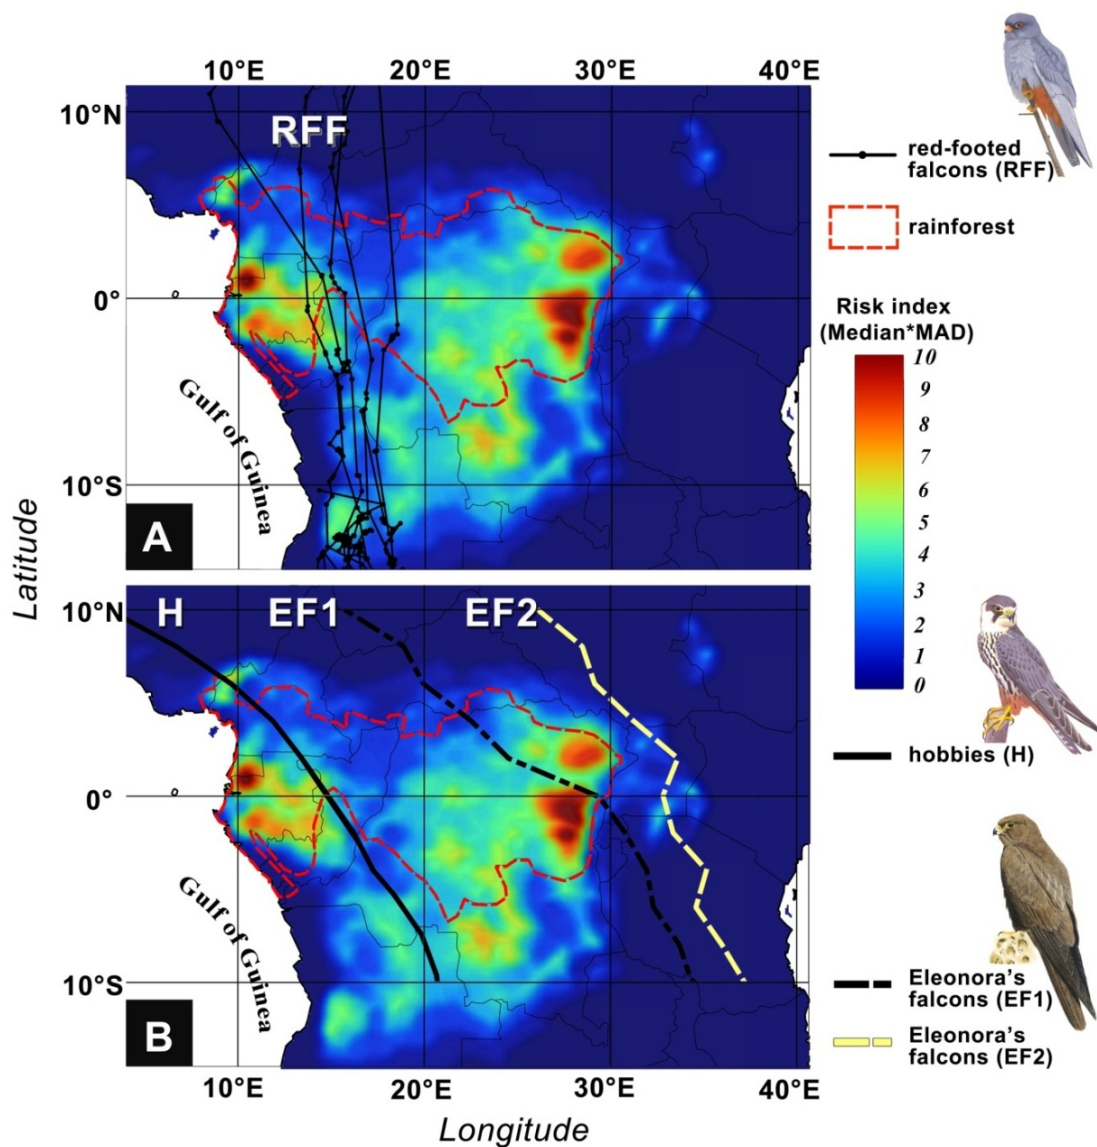 10°E 20°E 30°E 40°E
10°N
RFF
0°
10°S
Gulf of Guinea
A
red-footed
falcons (RFF)
rainforest
Risk index
(Median*MAD)
10
9
8
7
6
5
4
3
2
1
0
Latitude
H EF1 EF2
10°N
0°
10°S
Gulf of Guinea
B
10°E 20°E 30°E 40°E
Longitude
hobbies (H)
Eleonora's
falcons (EF1)
Eleonora's
falcons (EF2)